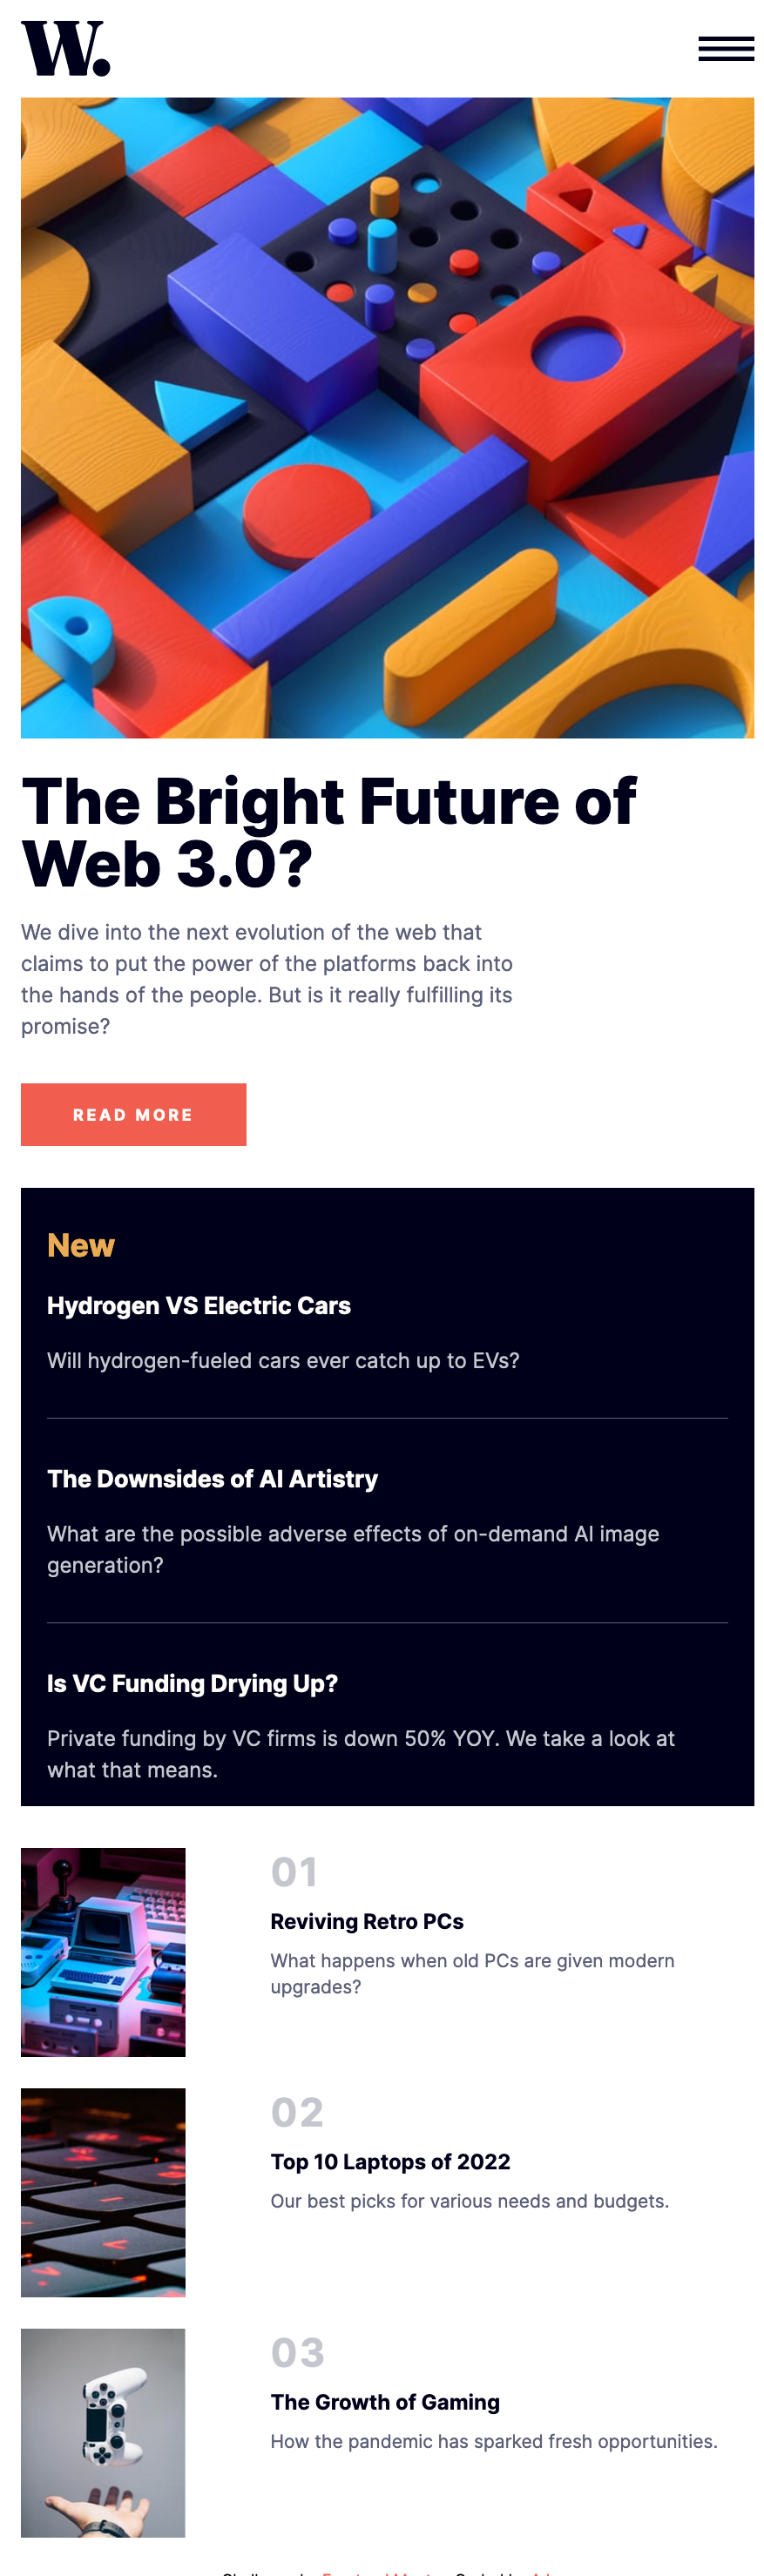 W.
The Bright Future of
Web 3.0?
We dive into the next evolution of the web that
claims to put the power of the platforms back into
the hands of the people. But is it really fulfilling its
promise?
READ MORE
New
Hydrogen VS Electric Cars
Will hydrogen-fueled cars ever catch up to EVs?
The Downsides of AI Artistry
What are the possible adverse effects of on-demand AI image
generation?
Is VC Funding Drying Up?
Private funding by VC firms is down 50% YOY. We take a look at
what that means.
01
Reviving Retro PCs
What happens when old PCs are given modern
upgrades?
02
Top 10 Laptops of 2022
Our best picks for various needs and budgets.
03
The Growth of Gaming
How the pandemic has sparked fresh opportunities.